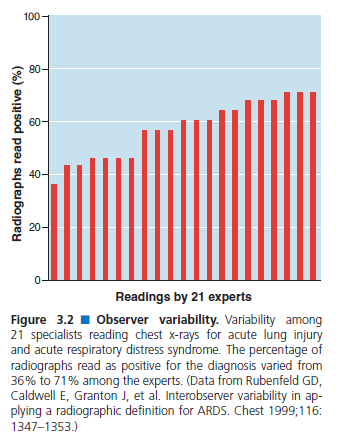 100
80
60
40
20
0
Radiographs read positive (%)
Readings by 21 experts
Figure 3.2 ■ Observer variability. Variability among
21 specialists reading chest x-rays for acute lung injury
and acute respiratory distress syndrome. The percentage of
radiographs read as positive for the diagnosis varied from
36% to 71% among the experts. (Data from Rubenfeld GD,
Caldwell E, Granton J, et al. Interobserver variability in ap-
plying a radiographic definition for ARDS. Chest 1999;116:
1347–1353.)